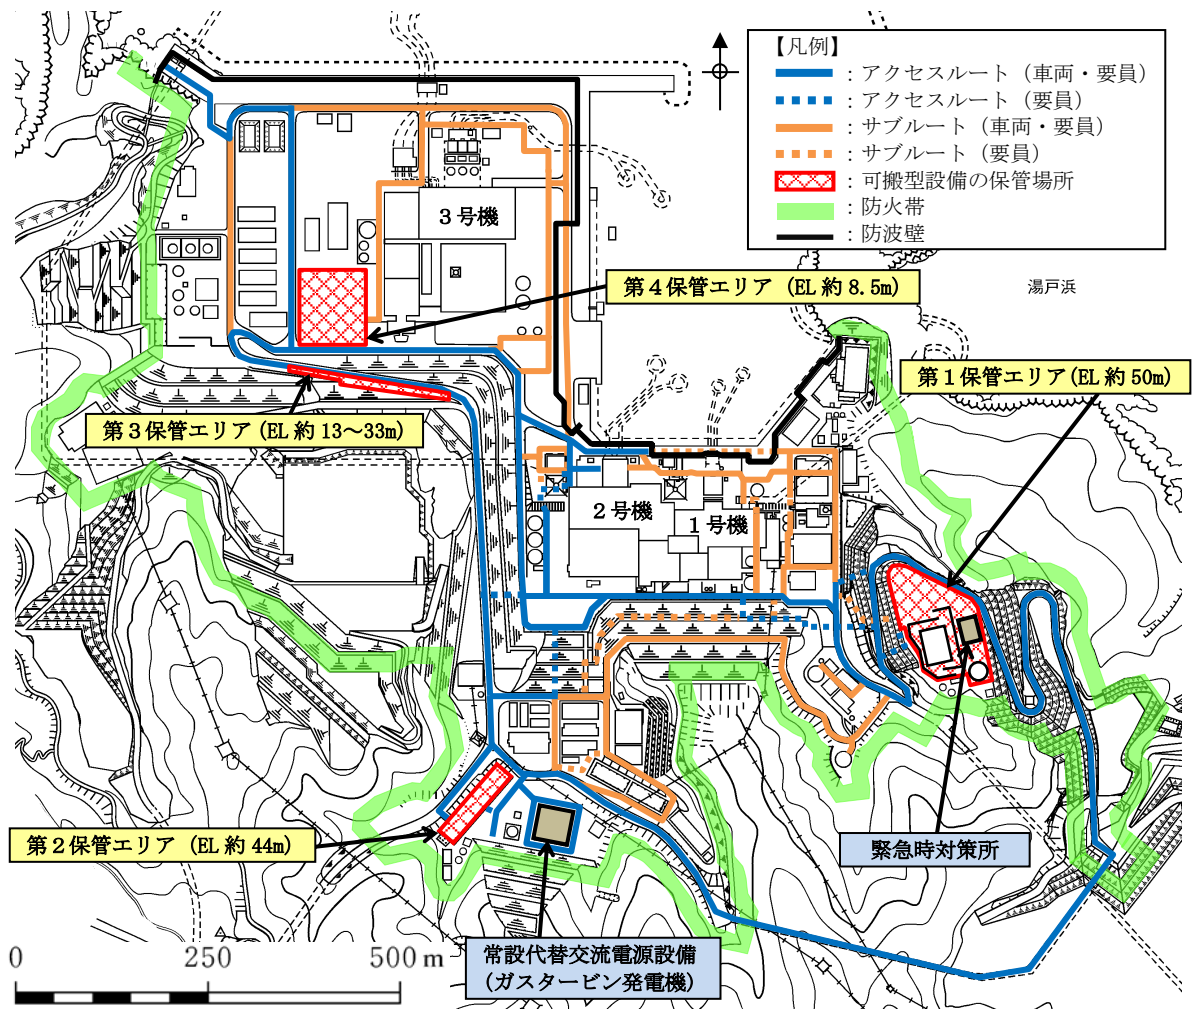 【凡例】
：アクセスルート（車両・要員）
：アクセスルート（要員）
：サブルート（車両・要員）
：サブルート（要員）
：可搬型設備の保管場所
：防火帯
：防波壁
3号機
第４保管エリア（EL 約 8.5m）
湯戸浜
第１保管エリア(EL 約 50m)
第３保管エリア(EL 約 13～33m)
２号機
１号機
第２保管エリア（EL 約 44m）
緊急時対策所
常設代替交流電源設備
(ガスタービン発電機)
0 250 500 m